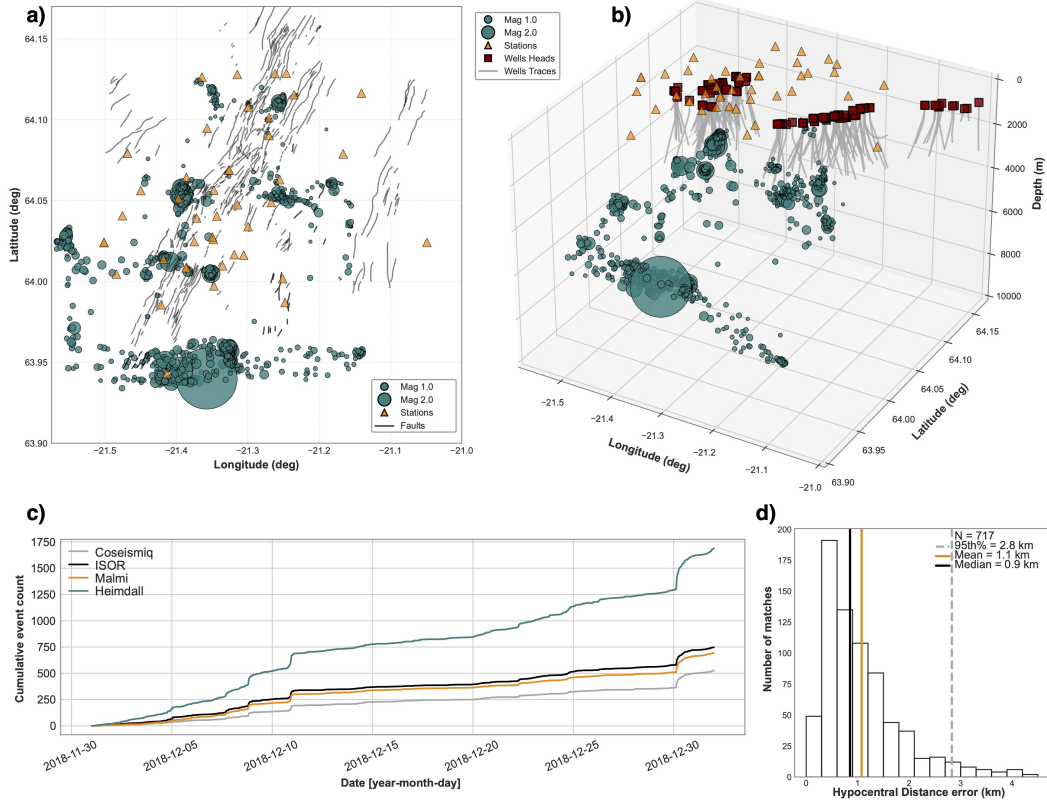 a)
Mag 1.0
Mag 2.0
Stations
Wells Heads
Wells Traces
64.15
64.10
64.05
64.00
63.95
63.90
Latitude (deg)
Mag 1.0
Mag 2.0
Stations
Faults
−21.5
−21.4
−21.3
−21.2
−21.1
−21.0
Longitude (deg)
b)
0
2000
4000
6000
8000
10000
Depth (m)
64.15
64.10
64.05
64.00
63.95
63.90
Latitude (deg)
−21.5
−21.4
−21.3
−21.2
−21.1
−21.0
Longitude (deg)
c)
1750
1500
1250
1000
750
500
250
0
Cumulative event count
Coseismiq
ISOR
Malmi
Heimdall
2018-11-30
2018-12-05
2018-12-10
2018-12-15
2018-12-20
2018-12-25
2018-12-30
Date [year-month-day]
d)
200
175
150
125
100
75
50
25
0
Number of matches
N = 717
95th% = 2.8 km
Mean = 1.1 km
Median = 0.9 km
0
1
2
3
4
Hypocentral Distance error (km)